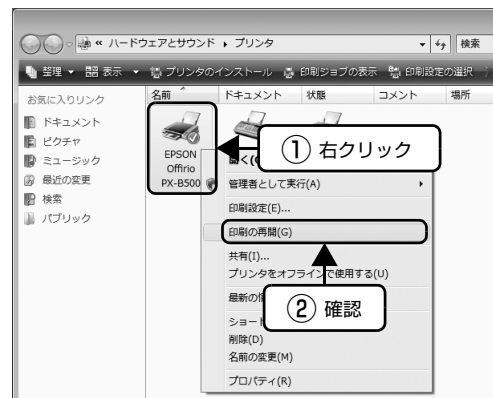 « ハードウェアとサウンド ▸ プリンタ
検索
整理 表示 プリンタのインストール 印刷ジョブの表示 印刷設定の選択
お気に入りリンク
ドキュメント
ピクチャ
ミュージック
最近の変更
検索
パブリック
名前 ドキュメント 状態 コメント 場所
EPSON
Offirio
PX-B500
① 右クリック
管理者として実行(A)
印刷設定(E)...
印刷の再開(G)
共有(I)...
プリンタをオフラインで使用する(U)
② 確認
最新の
ショート
削除(D)
名前の変更(M)
プロパティ(R)